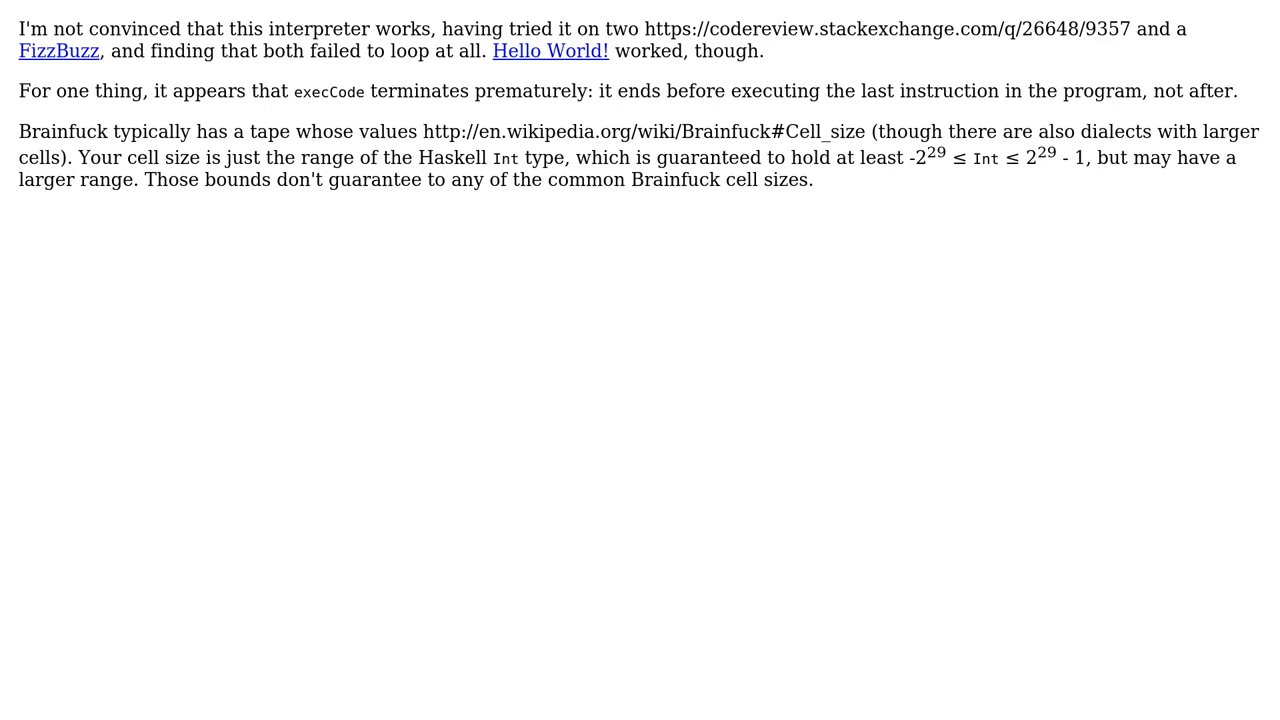 I'm not convinced that this interpreter works, having tried it on two https://codereview.stackexchange.com/q/26648/9357 and a
FizzBuzz, and finding that both failed to loop at all. Hello World! worked, though.
For one thing, it appears that execCode terminates prematurely: it ends before executing the last instruction in the program, not after.
Brainfuck typically has a tape whose values http://en.wikipedia.org/wiki/Brainfuck#Cell_size (though there are also dialects with larger
cells). Your cell size is just the range of the Haskell Int type, which is guaranteed to hold at least -2²⁹ ≤ Int ≤ 2²⁹ - 1, but may have a
larger range. Those bounds don't guarantee to any of the common Brainfuck cell sizes.